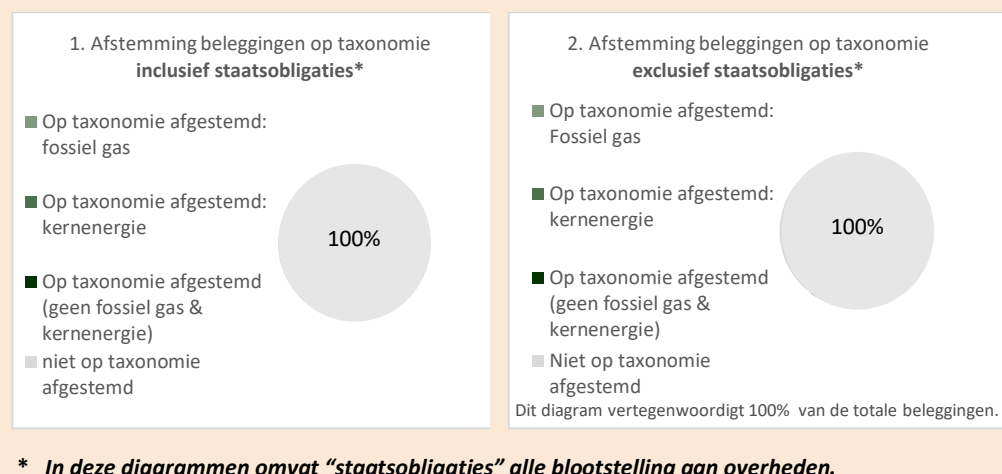 1. Afstemming beleggingen op taxonomie
inclusief staatsobligaties*
Op taxonomie afgestemd:
fossiel gas
Op taxonomie afgestemd:
kernenergie
Op taxonomie afgestemd
(geen fossiel gas &
kernenergie)
niet op taxonomie
afgestemd
100%
2. Afstemming beleggingen op taxonomie
exclusief staatsobligaties*
Op taxonomie afgestemd:
Fossiel gas
Op taxonomie afgestemd:
kernenergie
Op taxonomie afgestemd
(geen fossiel gas &
kernenergie)
Niet op taxonomie
afgestemd
100%
Dit diagram vertegenwoordigt 100% van de totale beleggingen.
* In deze diagrammen omvat “staatsobligaties” alle blootstelling aan overheden.